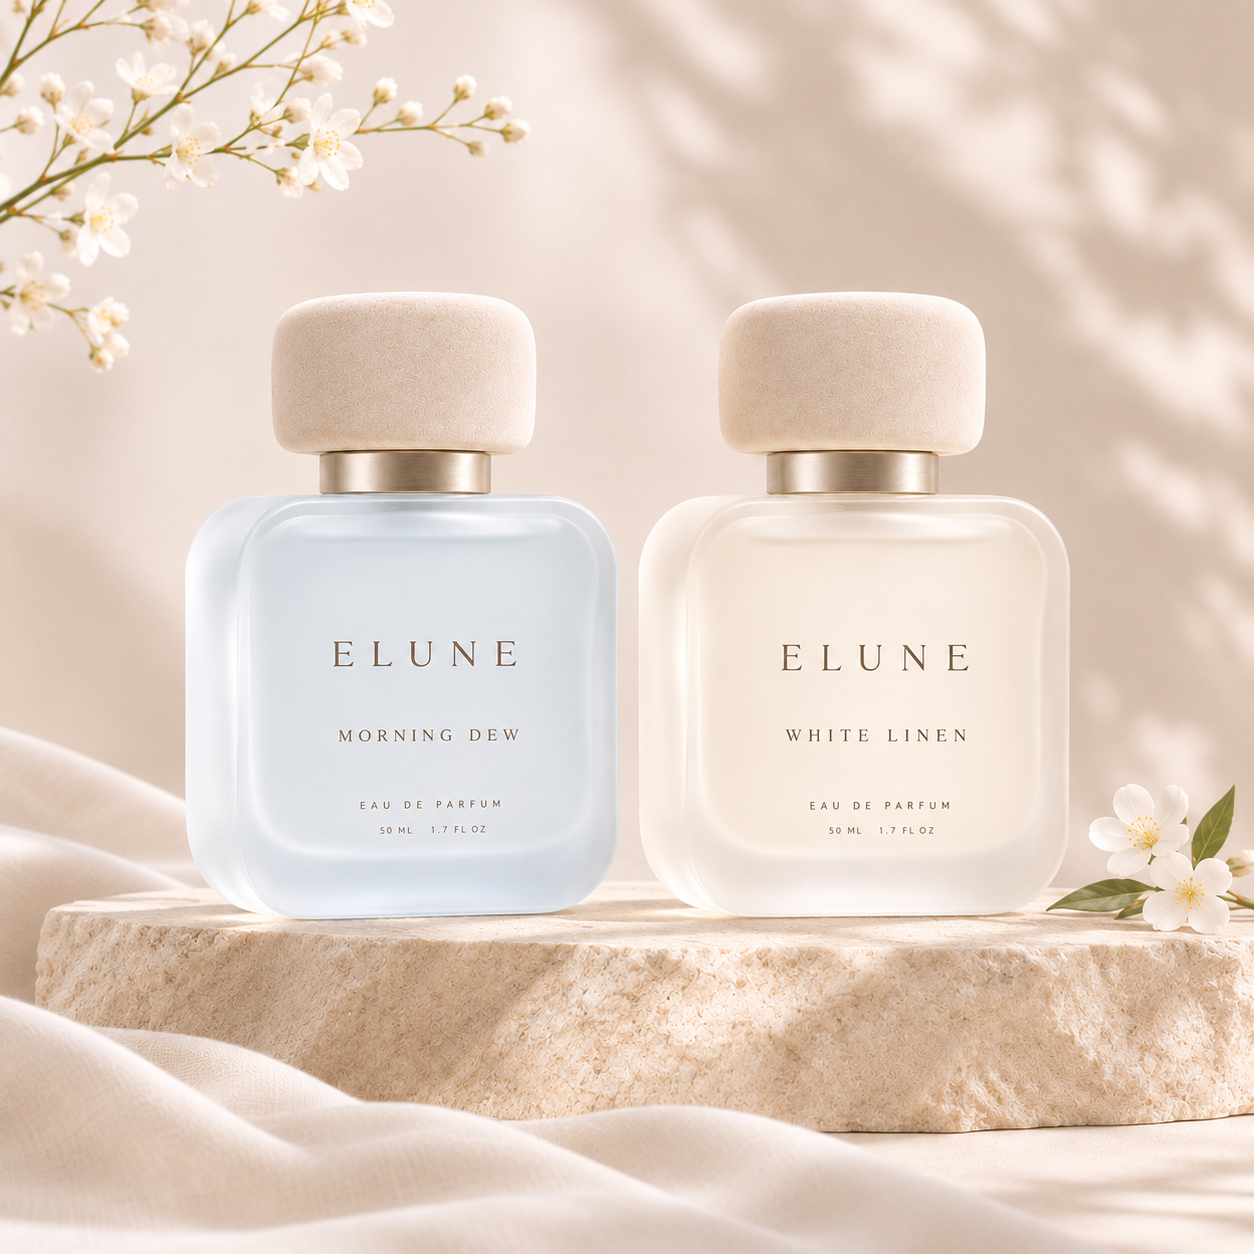 ELUNE
MORNING DEW
EAU DE PARFUM
50 ML 1.7 FL OZ
ELUNE
WHITE LINEN
EAU DE PARFUM
50 ML 1.7 FL OZ